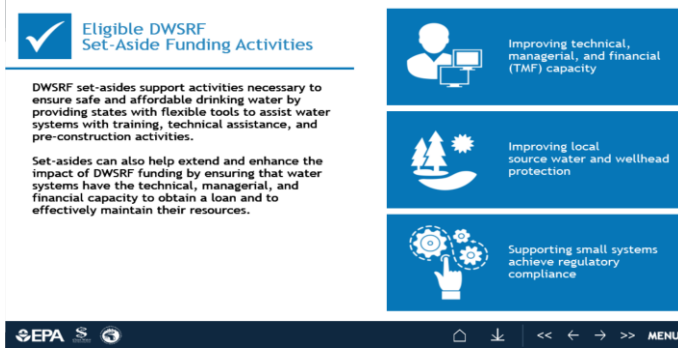 Eligible DWSRF
Set-Aside Funding Activities
DWSRF set-asides support activities necessary to
ensure safe and affordable drinking water by
providing states with flexible tools to assist water
systems with training, technical assistance, and
pre-construction activities.
Set-asides can also help extend and enhance the
impact of DWSRF funding by ensuring that water
systems have the technical, managerial, and
financial capacity to obtain a loan and to
effectively maintain their resources.
Improving technical,
managerial, and financial
(TMF) capacity
Improving local
source water and wellhead
protection
Supporting small systems
achieve regulatory
compliance
EPA
<< ← → >> MENU